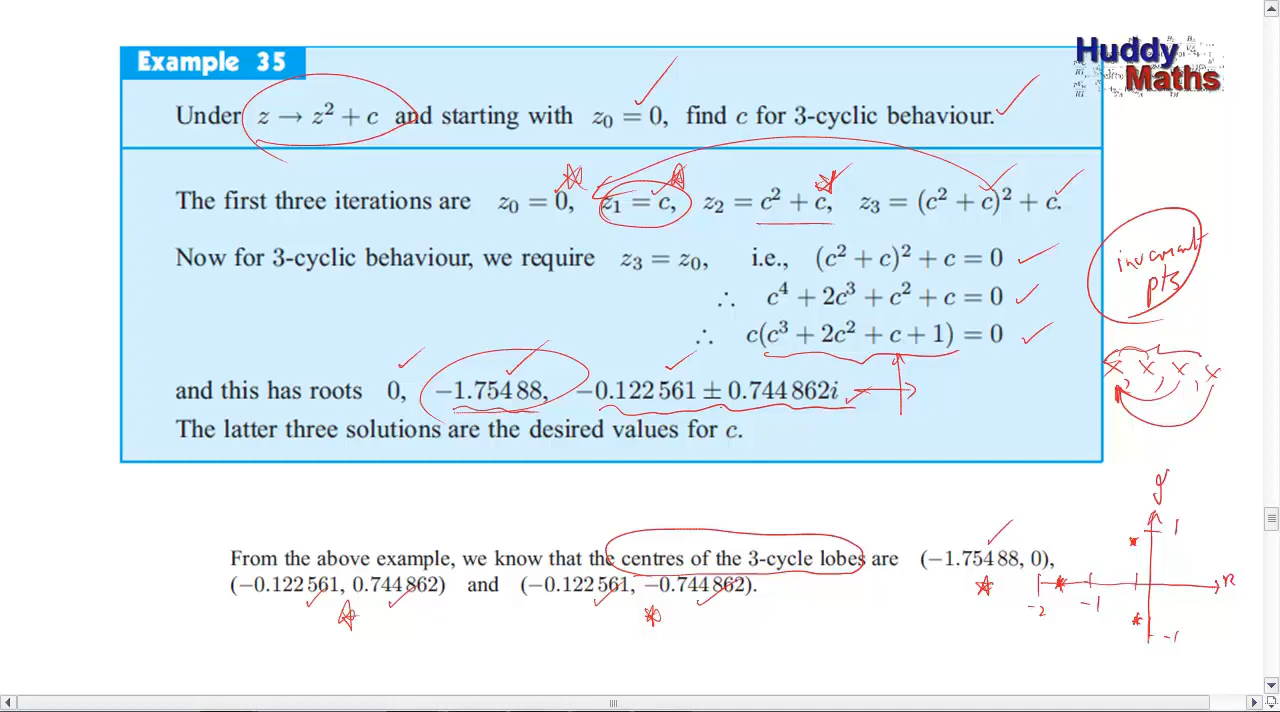 Huddy
Maths
Example 35
Under z → z² + c and starting with z₀ = 0, find c for 3-cyclic behaviour.
The first three iterations are z₀ = 0, z₁ = c, z₂ = c² + c, z₃ = (c² + c)² + c.
Now for 3-cyclic behaviour, we require z₃ = z₀, i.e., (c² + c)² + c = 0
∴ c⁴ + 2c³ + c² + c = 0
∴ c(c³ + 2c² + c + 1) = 0
and this has roots 0, −1.754 88, −0.122 561 ± 0.744 862i
The latter three solutions are the desired values for c.
invariant
pts
x, x, x, x
From the above example, we know that the centres of the 3-cycle lobes are (−1.754 88, 0),
(−0.122 561, 0.744 862) and (−0.122 561, −0.744 862).
1
R
-2 -1
-1